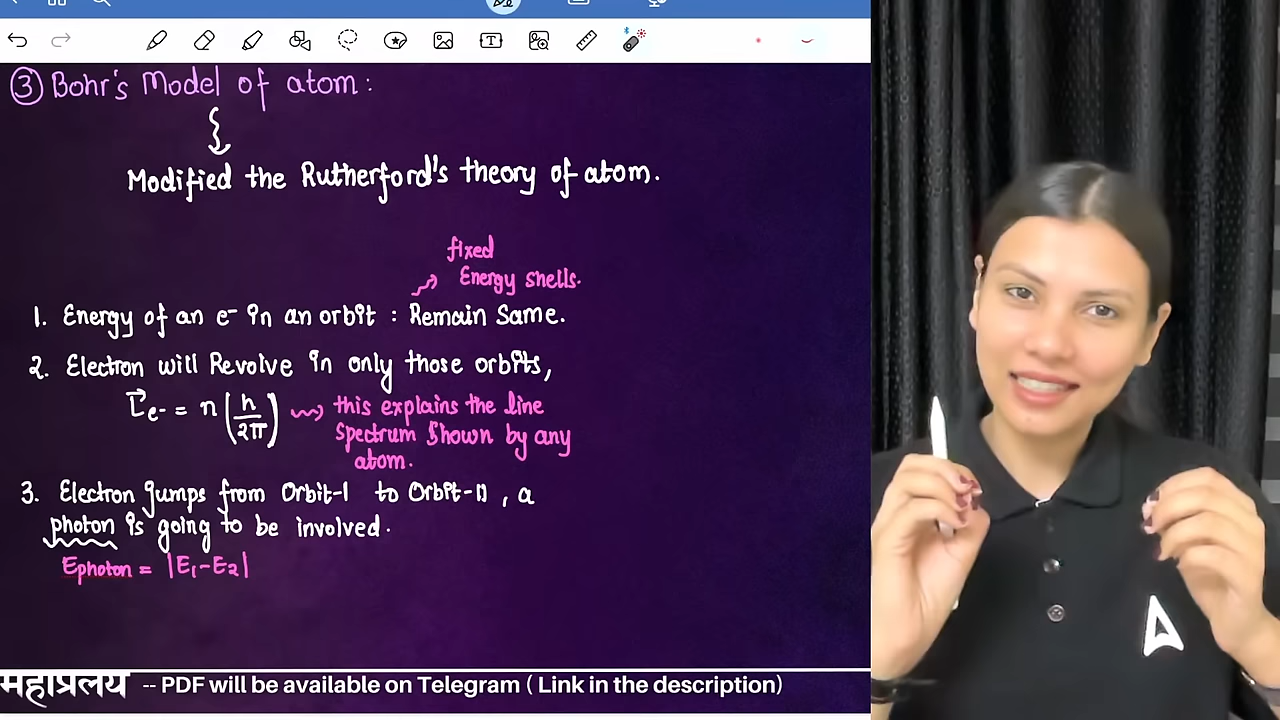 ③ Bohr's Model of atom:
Modified the Rutherford's theory of atom.
fixed
Energy shells.
1. Energy of an e⁻ in an orbit : Remain Same.
2. Electron will Revolve in only those orbits,
= n(h/2π) this explains the line
spectrum shown by any
atom.
3. Electron jumps from Orbit-I to Orbit-II, a
photon is going to be involved.
Ephoton = |E₁-E₂|
महाप्रलय -- PDF will be available on Telegram ( Link in the description)